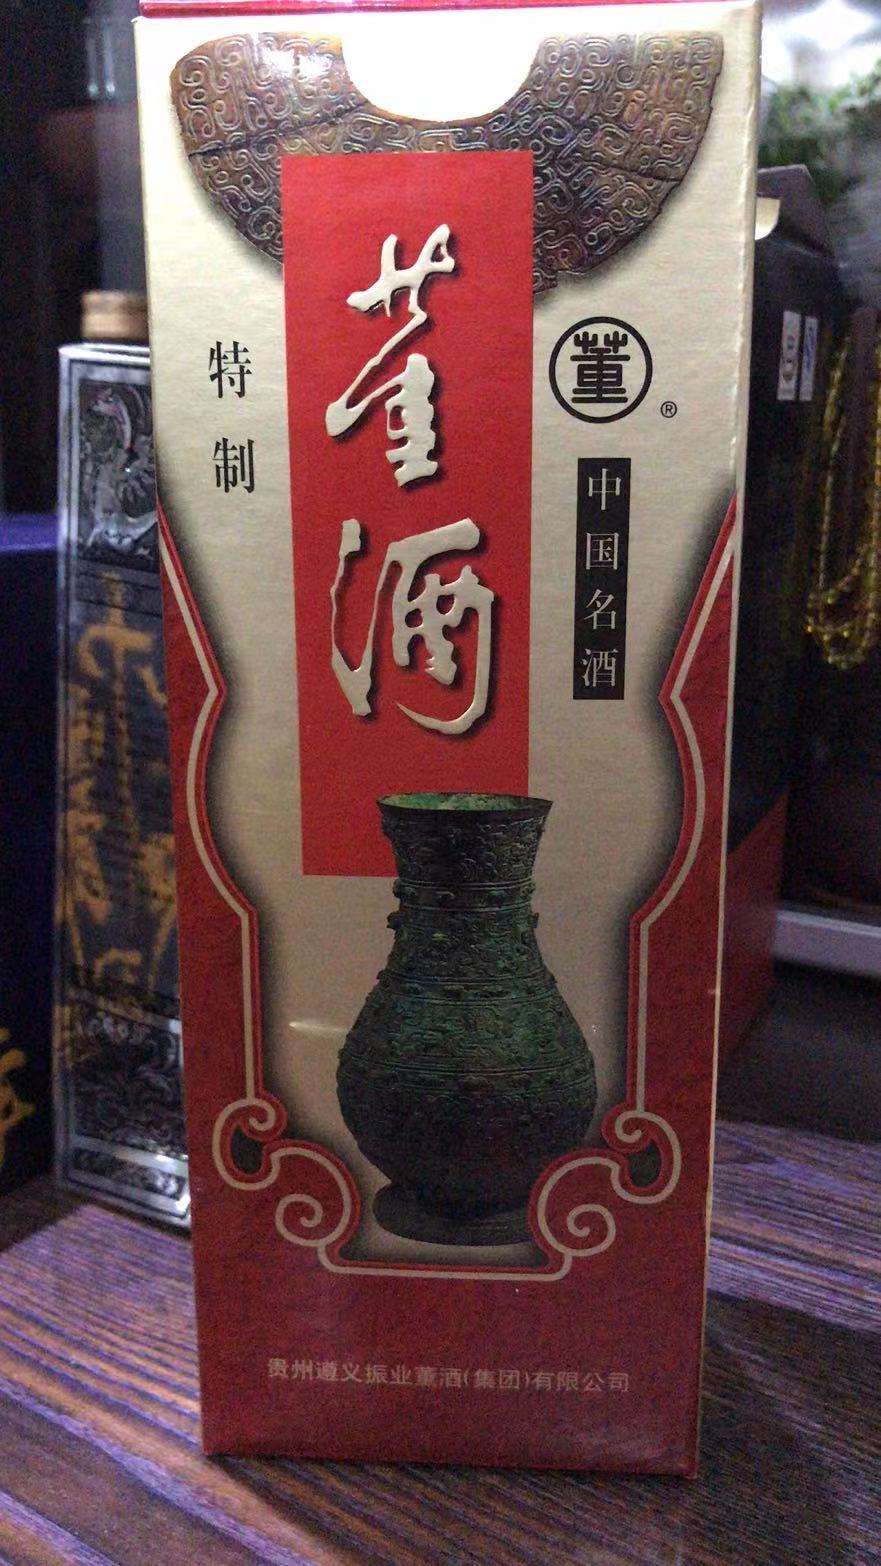 董酒
特制
董
®
中国名酒
贵州遵义振业董酒(集团)有限公司